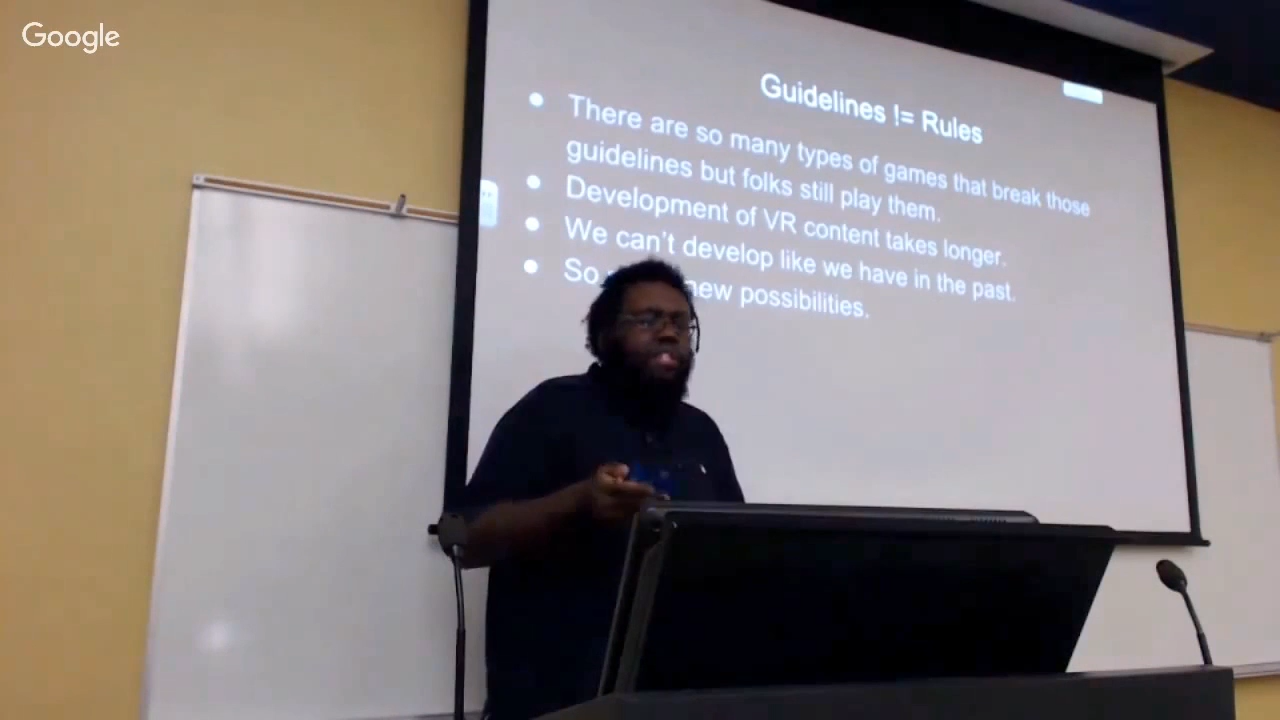 Google
Guidelines != Rules
There are so many types of games that break those
guidelines but folks still play them.
Development of VR content takes longer.
We can't develop like we have in the past.
So new possibilities.